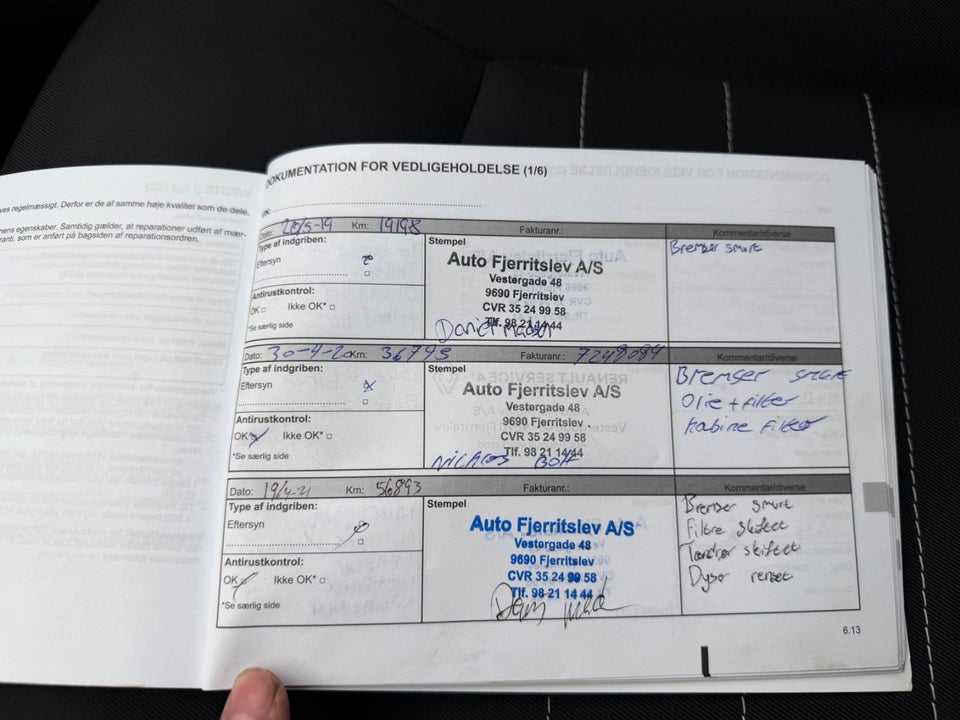 ves regelmæssigt. Derfor er de af samme høje kvalitet som de dele,
nens egenskaber. Samtidig gælder, at reparationer udført af mær-
ranti, som er anført på bagsiden af reparationsordren.
DOKUMENTATION FOR VEDLIGEHOLDELSE (1/6)
Dato: Km: 19198 Fakturanr.: Kommentar/diverse
Type af indgriben:
Eftersyn
Antirustkontrol:
OK Ikke OK*
*Se særlig side
Stempel
Auto Fjerritslev A/S
Vestergade 48
9690 Fjerritslev
CVR 35 24 99 58
Tlf. 98 21 14 44
Bremser smurt
Dato: 30-4-20 Km: 36743 Fakturanr.: 7249084 Kommentar/diverse
Type af indgriben:
Eftersyn
Antirustkontrol:
OK Ikke OK*
*Se særlig side
Stempel
Auto Fjerritslev A/S
Vestergade 48
9690 Fjerritslev
CVR 35 24 99 58
Tlf. 98 21 14 44
Bremser smurt
Olie + filter
kabine filter
Dato: 19/4-21 Km: 56893 Fakturanr.: Kommentar/diverse
Type af indgriben:
Eftersyn
Antirustkontrol:
OK Ikke OK*
*Se særlig side
Stempel
Auto Fjerritslev A/S
Vestergade 48
9690 Fjerritslev
CVR 35 24 99 58
Tlf. 98 21 14 44
Bremser smurt
Filtre skiftet
Tændrør skiftet
Dyser renset
6.13